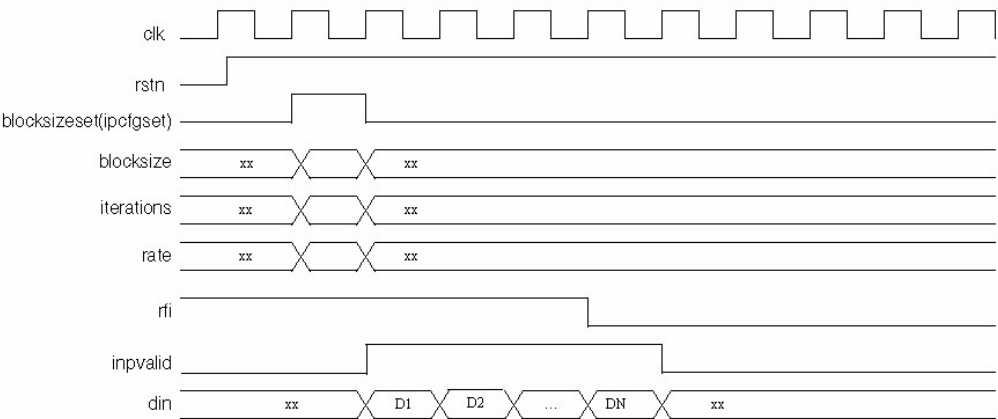 clk
rstn
blocksizeset(ipcfgset)
blocksize xx xx
iterations xx xx
rate xx xx
rfi
inpvalid
din xx D1 D2 ... DN xx